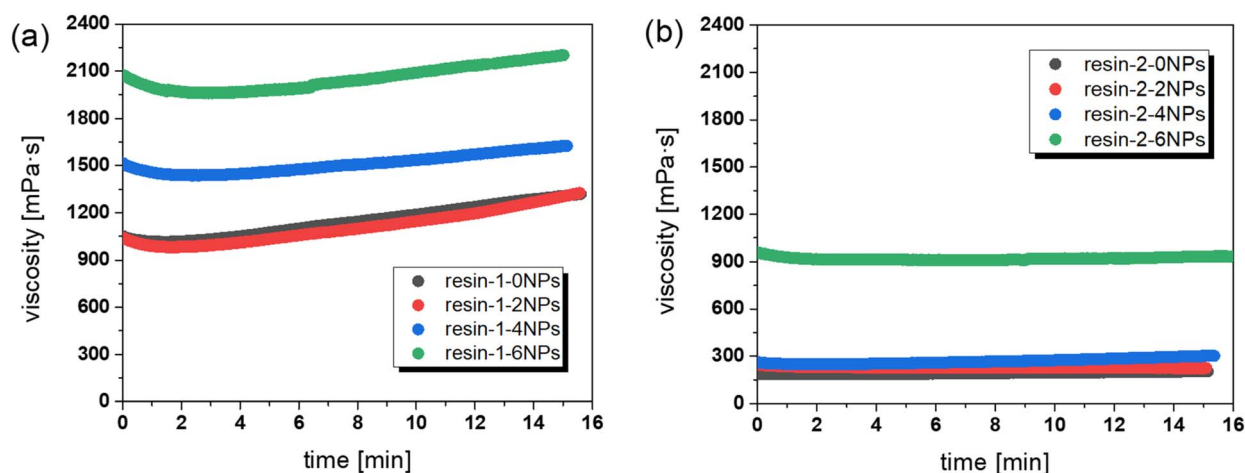 (a)
viscosity [mPa·s]
2400
2100
1800
1500
1200
900
600
300
0
resin-1-0NPs
resin-1-2NPs
resin-1-4NPs
resin-1-6NPs
0 2 4 6 8 10 12 14 16
time [min]
(b)
viscosity [mPa·s]
2400
2100
1800
1500
1200
900
600
300
0
resin-2-0NPs
resin-2-2NPs
resin-2-4NPs
resin-2-6NPs
0 2 4 6 8 10 12 14 16
time [min]